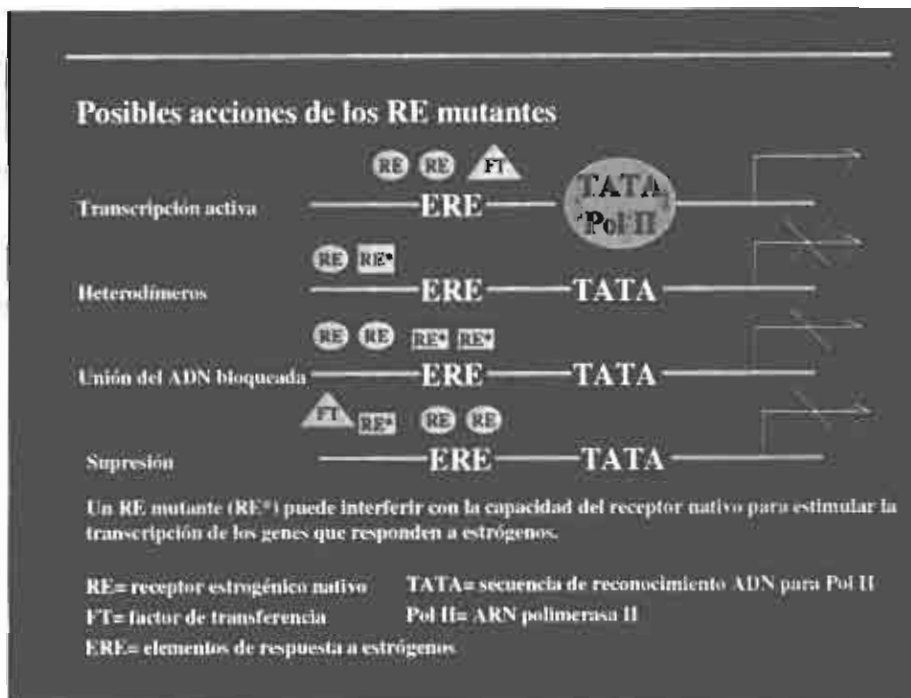 Posibles acciones de los RE mutantes
RE RE FT
Transcripción activa ERE TATA
Pol II
RE RE*
Heterodímeros ERE TATA
RE RE RE* RE*
Unión del ADN bloqueada ERE TATA
FT RE* RE RE
Supresión ERE TATA
Un RE mutante (RE*) puede interferir con la capacidad del receptor nativo para estimular la
transcripción de los genes que responden a estrógenos.
RE= receptor estrogénico nativo TATA= secuencia de reconocimiento ADN para Pol II
FT= factor de transferencia Pol II= ARN polimerasa II
ERE= elementos de respuesta a estrógenos